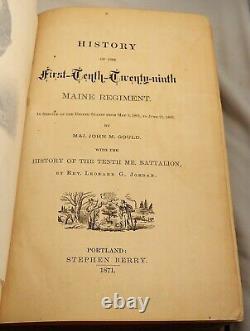 HISTORY
OF THE
First-Tenth-Twenty-ninth
MAINE REGIMENT.
IN SERVICE OF THE UNITED STATES FROM MAY 3, 1861, TO JUNE 21, 1866.
BY
MAJ. JOHN M. GOULD.
WITH THE
HISTORY OF THE TENTH ME. BATTALION,
BY REV. LEONARD G. JORDAN.
PORTLAND:
STEPHEN BERRY.
1871.